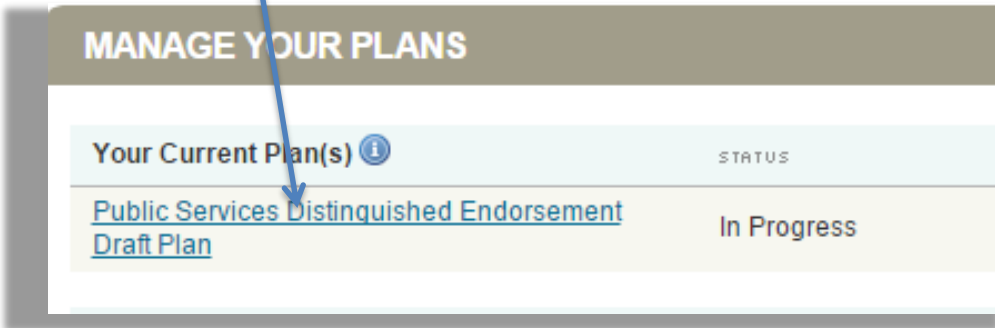 MANAGE YOUR PLANS
Your Current Plan(s)
STATUS
Public Services Distinguished Endorsement
Draft Plan
In Progress